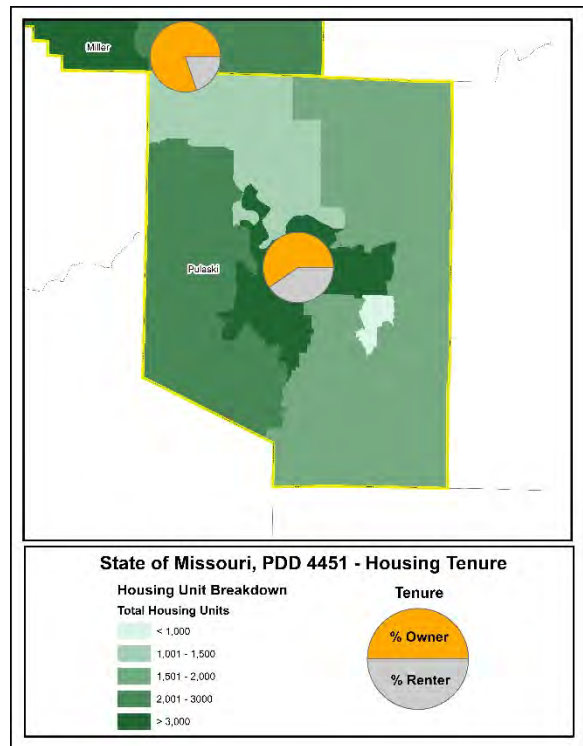 Miller
Pulaski
State of Missouri, PDD 4451 - Housing Tenure
Housing Unit Breakdown
Total Housing Units
< 1,000
1,001 - 1,500
1,501 - 2,000
2,001 - 3000
> 3,000
Tenure
% Owner
% Renter